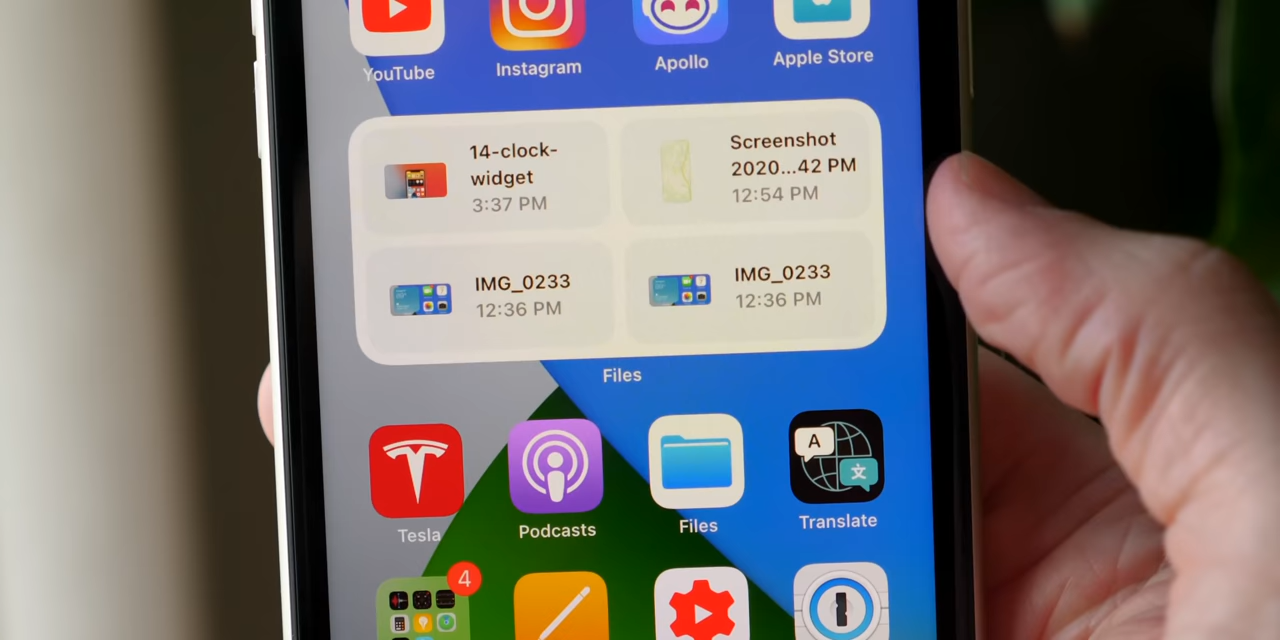 YouTube
Instagram
Apollo
Apple Store
14-clock-
widget
3:37 PM
Screenshot
2020...42 PM
12:54 PM
IMG_0233
12:36 PM
IMG_0233
12:36 PM
Files
A
文
Tesla
Podcasts
Files
Translate
4